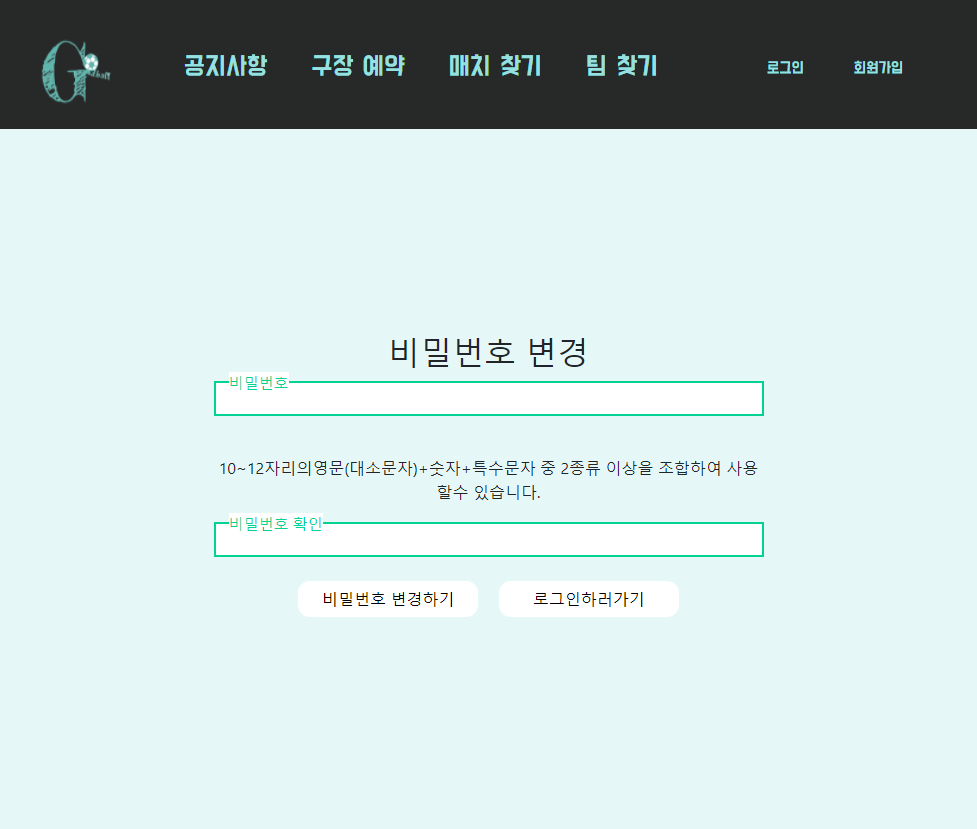 G
공지사항 구장 예약 매치 찾기 팀 찾기 로그인 회원가입
비밀번호 변경
비밀번호
10~12자리의영문(대소문자)+숫자+특수문자 중 2종류 이상을 조합하여 사용
할수 있습니다.
비밀번호 확인
비밀번호 변경하기 로그인하러가기